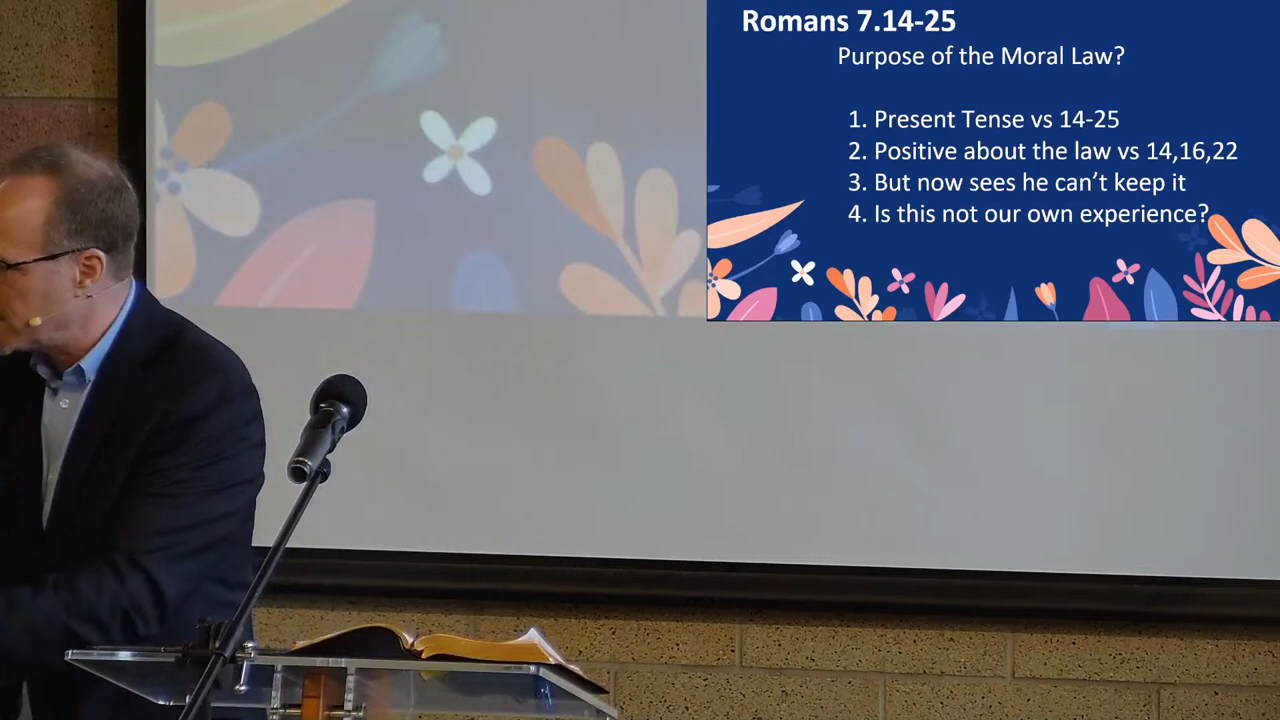 Romans 7.14-25
Purpose of the Moral Law?
1. Present Tense vs 14-25
2. Positive about the law vs 14,16,22
3. But now sees he can't keep it
4. Is this not our own experience?